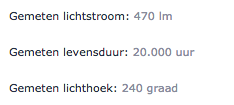 Gemeten lichtstroom: 470 lm
Gemeten levensduur: 20.000 uur
Gemeten lichthoek: 240 graad